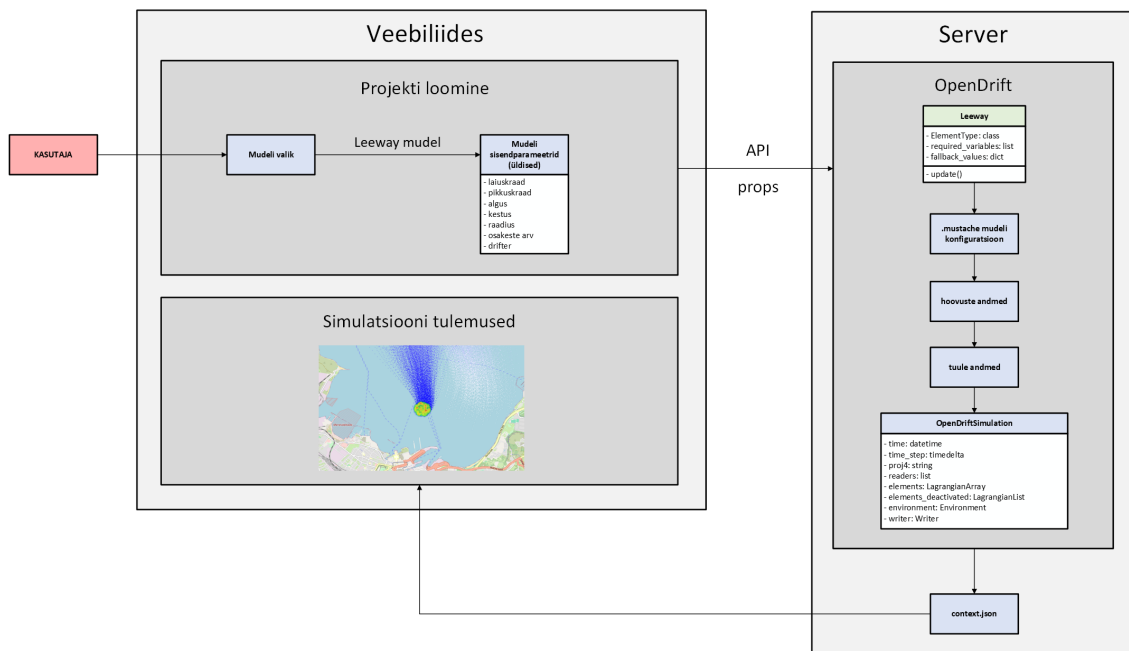 Veebiliides
Projekti loomine
KASUTAJA
Mudeli valik
Leeway mudel
Mudeli
sisendparameetrid
(üldised)
- laiuskraad
- pikkuskraad
- algus
- kestus
- raadius
- osakeste arv
- drifter
Simulatsiooni tulemused
API
props
Server
OpenDrift
Leeway
- ElementType: class
- required_variables: list
- fallback_values: dict
- update()
.mustache mudeli
konfiguratsioon
hoovuste andmed
tuule andmed
OpenDriftSimulation
- time: datetime
- time_step: timedelta
- proj4: string
- readers: list
- elements: LagrangianArray
- elements_deactivated: LagrangianList
- environment: Environment
- writer: Writer
context.json